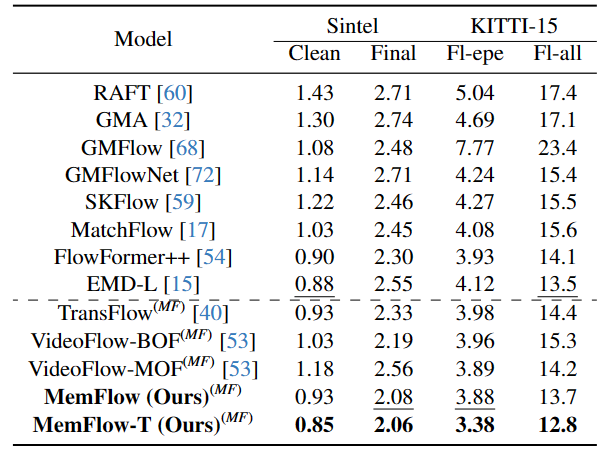 Model Sintel KITTI-15
Clean Final Fl-epe Fl-all
RAFT [60] 1.43 2.71 5.04 17.4
GMA [32] 1.30 2.74 4.69 17.1
GMFlow [68] 1.08 2.48 7.77 23.4
GMFlowNet [72] 1.14 2.71 4.24 15.4
SKFlow [59] 1.22 2.46 4.27 15.5
MatchFlow [17] 1.03 2.45 4.08 15.6
FlowFormer++ [54] 0.90 2.30 3.93 14.1
EMD-L [15] 0.88 2.55 4.12 13.5
TransFlow(MF) [40] 0.93 2.33 3.98 14.4
VideoFlow-BOF(MF) [53] 1.03 2.19 3.96 15.3
VideoFlow-MOF(MF) [53] 1.18 2.56 3.89 14.2
MemFlow (Ours)(MF) 0.93 2.08 3.88 13.7
MemFlow-T (Ours)(MF) 0.85 2.06 3.38 12.8